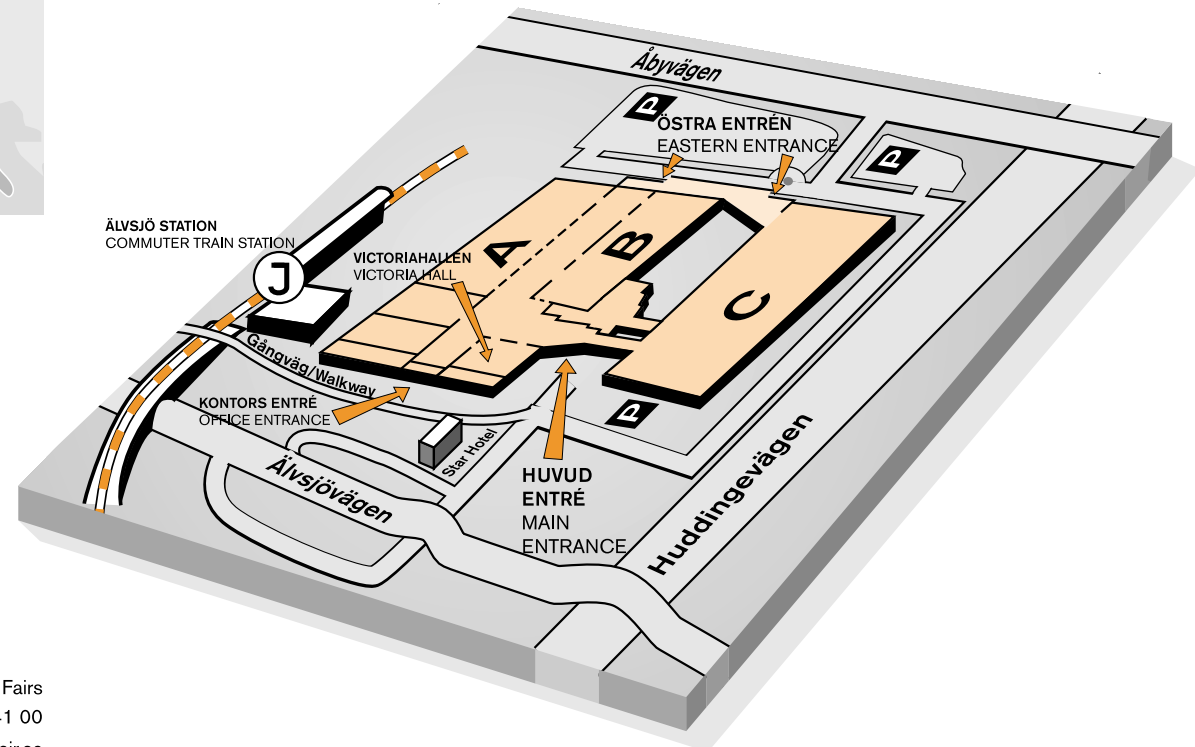 Åbyvägen
P
ÖSTRA ENTRÉN
EASTERN ENTRANCE
P
ÄLVSJÖ STATION
COMMUTER TRAIN STATION
J
VICTORIAHALLEN
VICTORIA HALL
A
B
C
Gångväg/Walkway
KONTORS ENTRÉ
OFFICE ENTRANCE
P
Star Hotel
Älvsjövägen
HUVUD
ENTRÉ
MAIN
ENTRANCE
Huddingevägen
Fairs
1 00